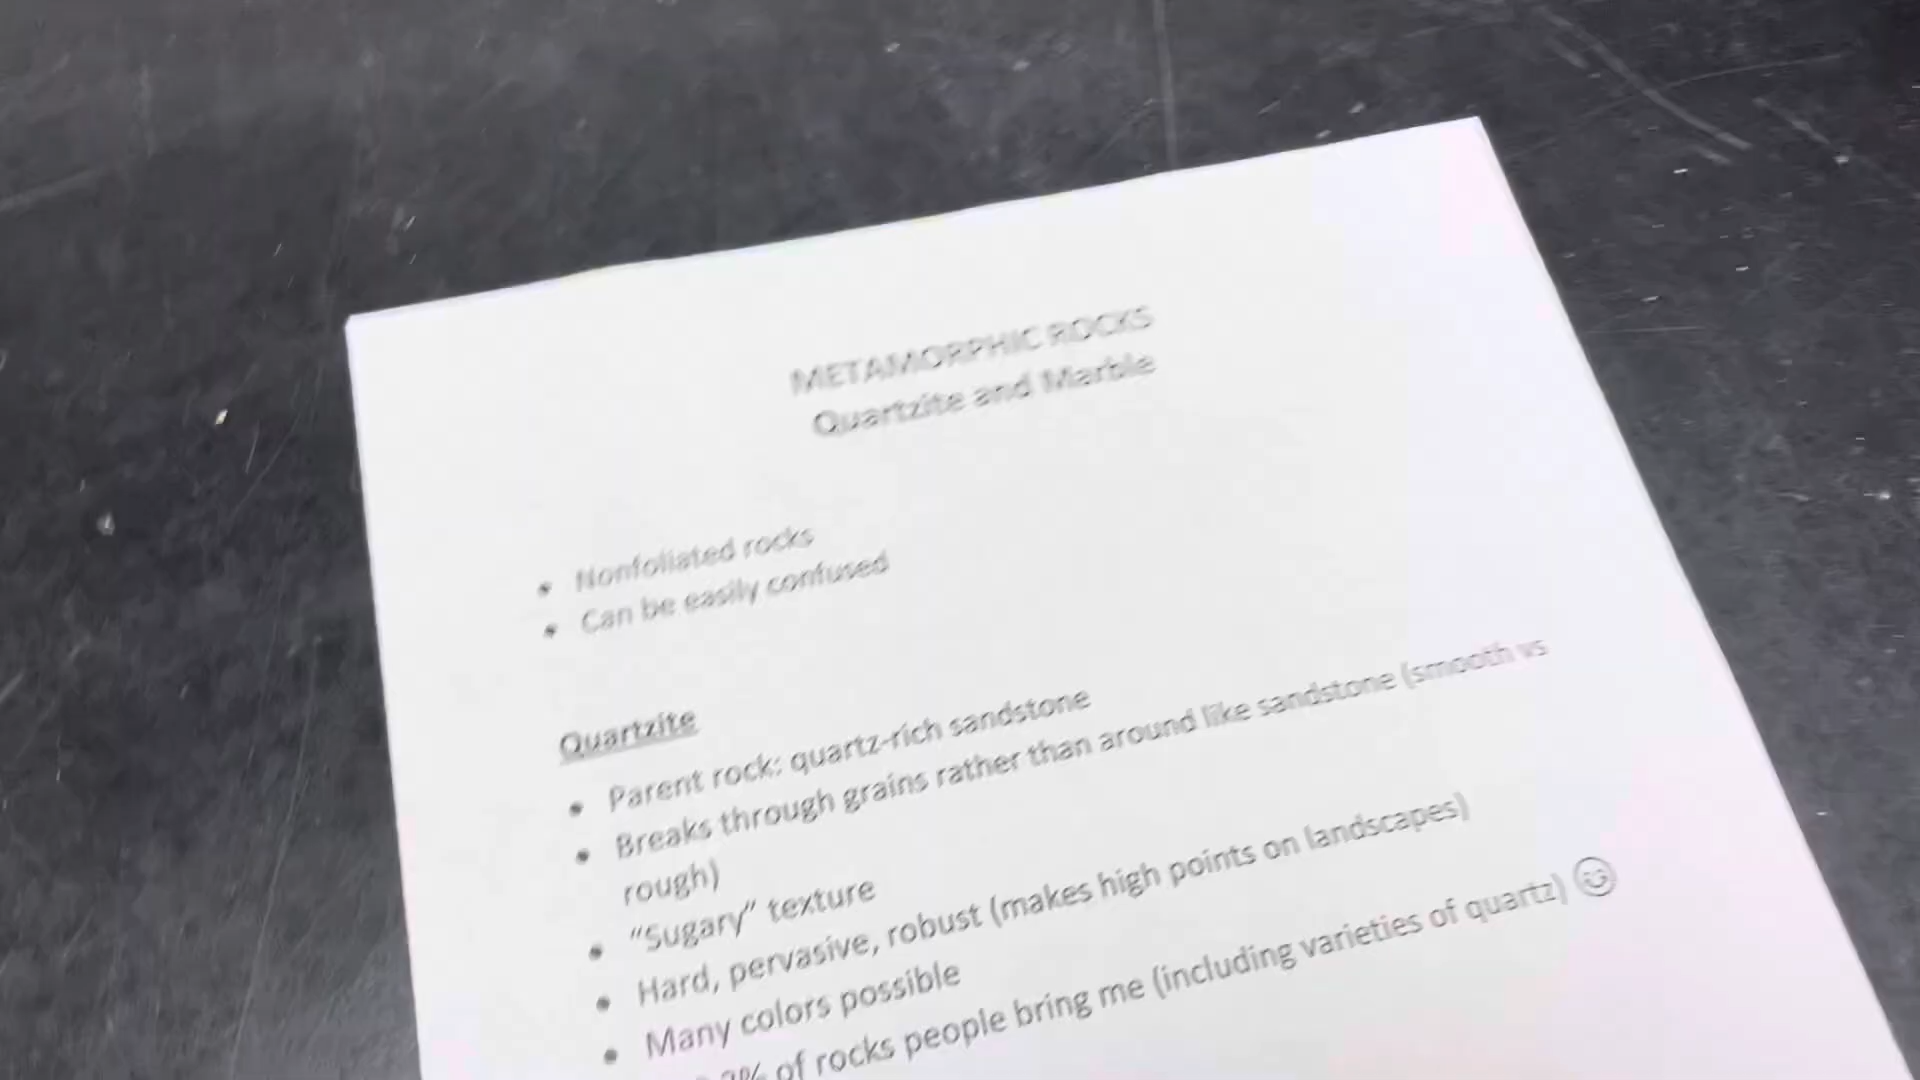 METAMORPHIC ROCKS
Quartzite and Marble
• Nonfoliated rocks
• Can be easily confused
Quartzite
• Parent rock: quartz-rich sandstone
• Breaks through grains rather than around like sandstone (smooth vs
rough)
• "Sugary" texture
• Hard, pervasive, robust (makes high points on landscapes)
• Many colors possible
% of rocks people bring me (including varieties of quartz) ☺